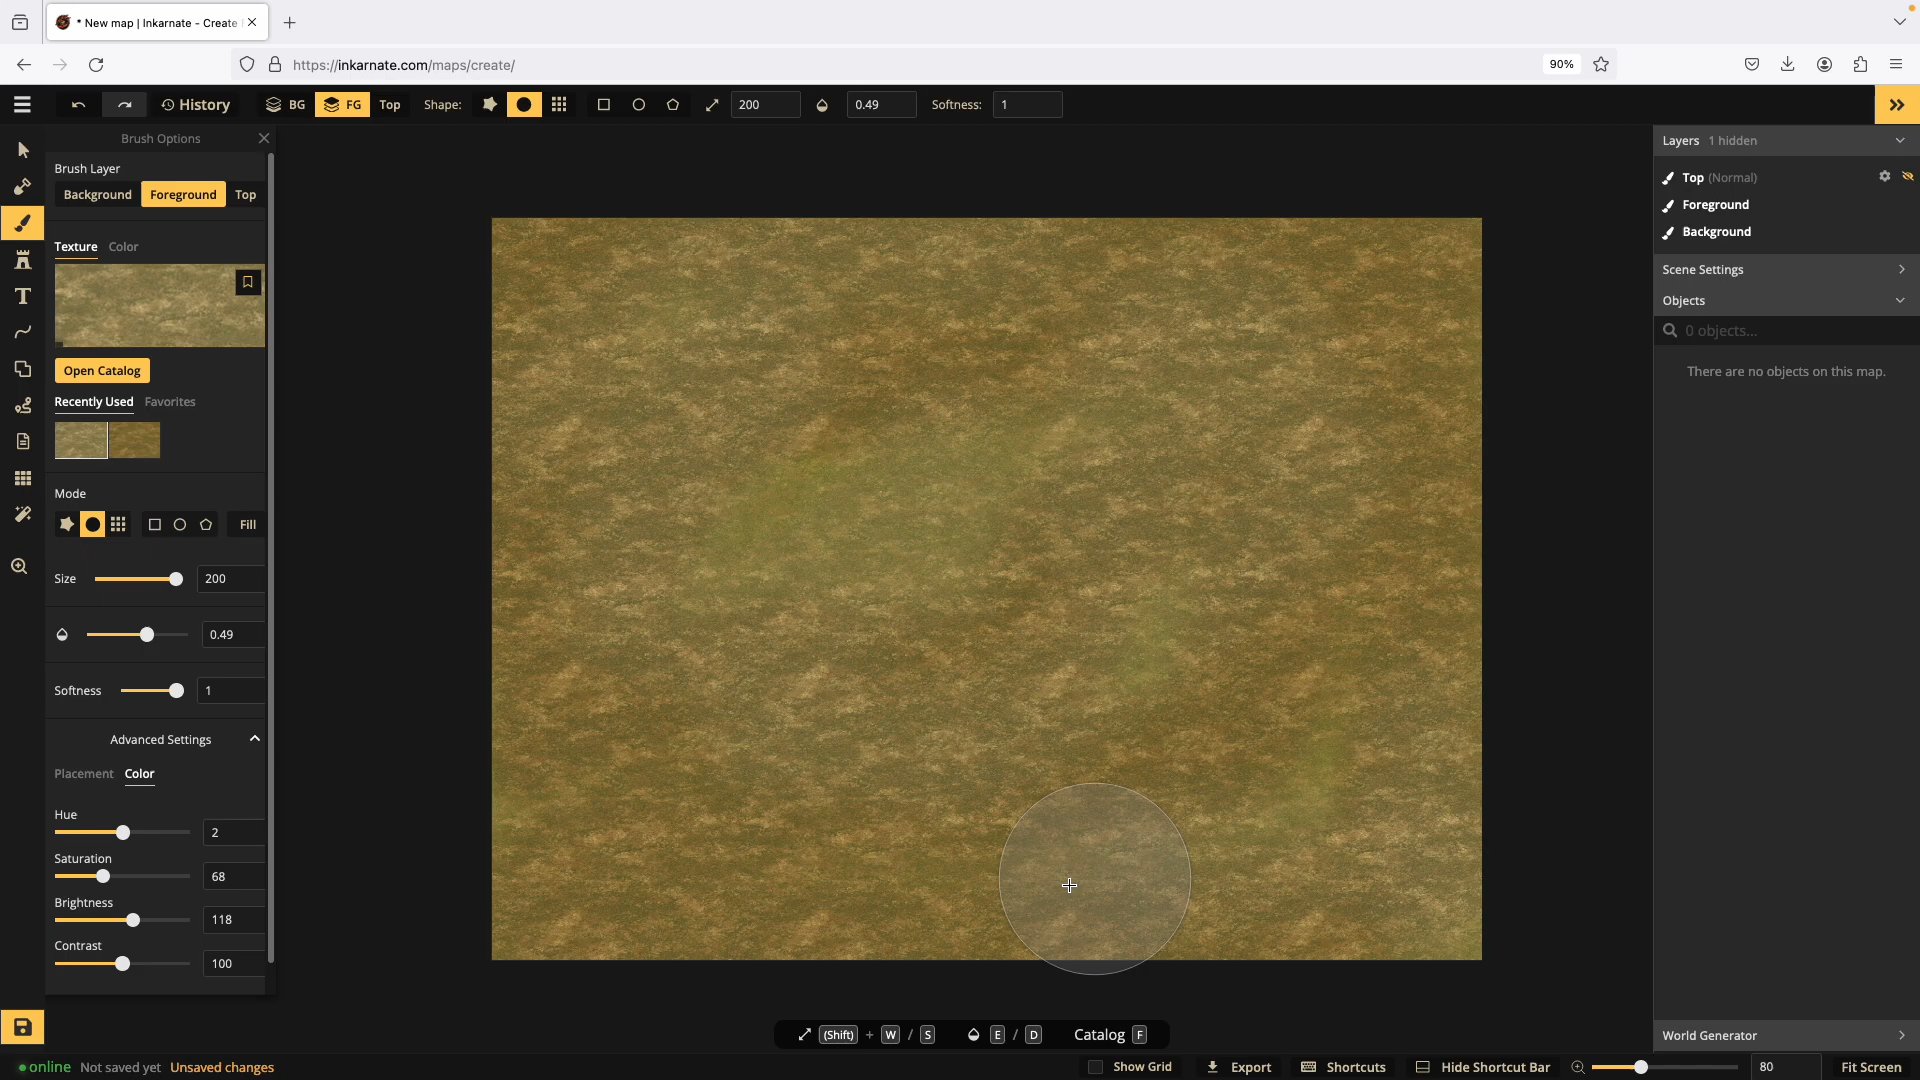 * New map | Inkarnate - Create
https://inkarnate.com/maps/create/
90%
History
BG
FG
Top
Shape:
200
0.49
Softness:
1
Brush Options
Brush Layer
Background
Foreground
Top
Texture
Color
Open Catalog
Recently Used
Favorites
Mode
Fill
Size
200
0.49
Softness
1
Advanced Settings
Placement
Color
Hue
2
Saturation
68
Brightness
118
Contrast
100
Layers 1 hidden
Top (Normal)
Foreground
Background
Scene Settings
Objects
0 objects...
There are no objects on this map.
World Generator
(Shift) + W / S
E / D
Catalog F
online
Not saved yet
Unsaved changes
Show Grid
Export
Shortcuts
Hide Shortcut Bar
80
Fit Screen